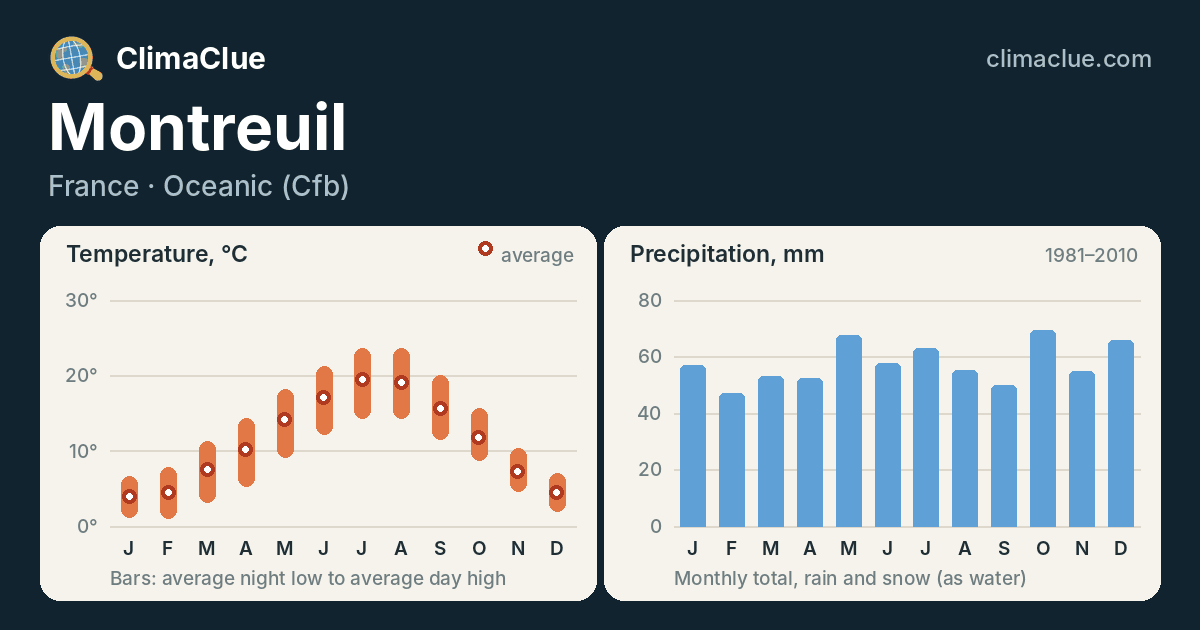 ClimaClue
climaclue.com
Montreuil
France · Oceanic (Cfb)
Temperature, °C
average
30°
20°
10°
0°
J F M A M J J A S O N D
Bars: average night low to average day high
Precipitation, mm
1981–2010
80
60
40
20
0
J F M A M J J A S O N D
Monthly total, rain and snow (as water)